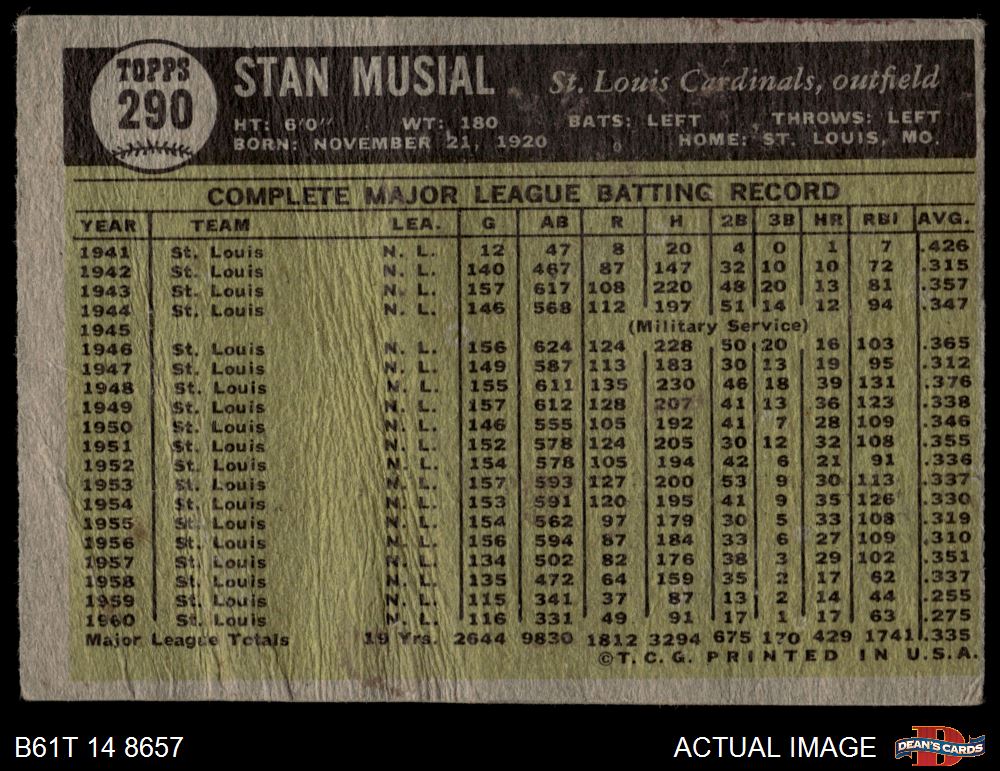 TOPPS
290
STAN MUSIAL St. Louis Cardinals, outfield
HT: 6'0" WT: 180 BATS: LEFT THROWS: LEFT
BORN: NOVEMBER 21, 1920 HOME: ST. LOUIS, MO.
COMPLETE MAJOR LEAGUE BATTING RECORD
YEAR TEAM LEA. G AB R H 2B 3B HR RBI AVG.
1941 St. Louis N. L. 12 47 8 20 4 0 1 7 .426
1942 St. Louis N. L. 140 467 87 147 32 10 10 72 .315
1943 St. Louis N. L. 157 617 108 220 48 20 13 81 .357
1944 St. Louis N. L. 146 568 112 197 51 14 12 94 .347
1945 (Military Service)
1946 St. Louis N. L. 156 624 124 228 50 20 16 103 .365
1947 St. Louis N. L. 149 587 113 183 30 13 19 95 .312
1948 St. Louis N. L. 155 611 135 230 46 18 39 131 .376
1949 St. Louis N. L. 157 612 128 207 41 13 36 123 .338
1950 St. Louis N. L. 146 555 105 192 41 7 28 109 .346
1951 St. Louis N. L. 152 578 124 205 30 12 32 108 .355
1952 St. Louis N. L. 154 578 105 194 42 6 21 91 .336
1953 St. Louis N. L. 157 593 127 200 53 9 30 113 .337
1954 St. Louis N. L. 153 591 120 195 41 9 35 126 .330
1955 St. Louis N. L. 154 562 97 179 30 5 33 108 .319
1956 St. Louis N. L. 156 594 87 184 33 6 27 109 .310
1957 St. Louis N. L. 134 502 82 176 38 3 29 102 .351
1958 St. Louis N. L. 135 472 64 159 35 2 17 62 .337
1959 St. Louis N. L. 115 341 37 87 13 2 14 44 .255
1960 St. Louis N. L. 116 331 49 91 17 1 17 63 .275
Major League Totals 19 Yrs. 2644 9830 1812 3294 675 170 429 1741 .335
©T.C.G. PRINTED IN U.S.A.
B61T 14 8657 ACTUAL IMAGE DEAN'S CARDS